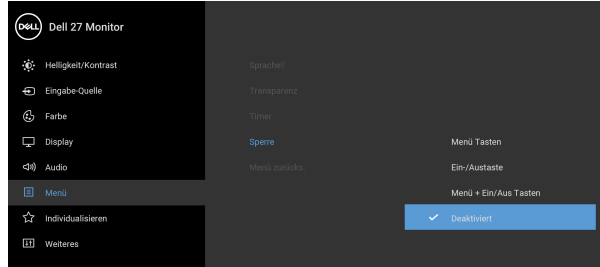 DELL Dell 27 Monitor
Helligkeit/Kontrast
Eingabe-Quelle
Farbe
Display
Audio
Menü
Individualisieren
Weiteres
Sprachell
Transparenz
Timer
Sperre
Menü zurücks.
Menü Tasten
Ein-/Austaste
Menü + Ein/Aus Tasten
Deaktiviert